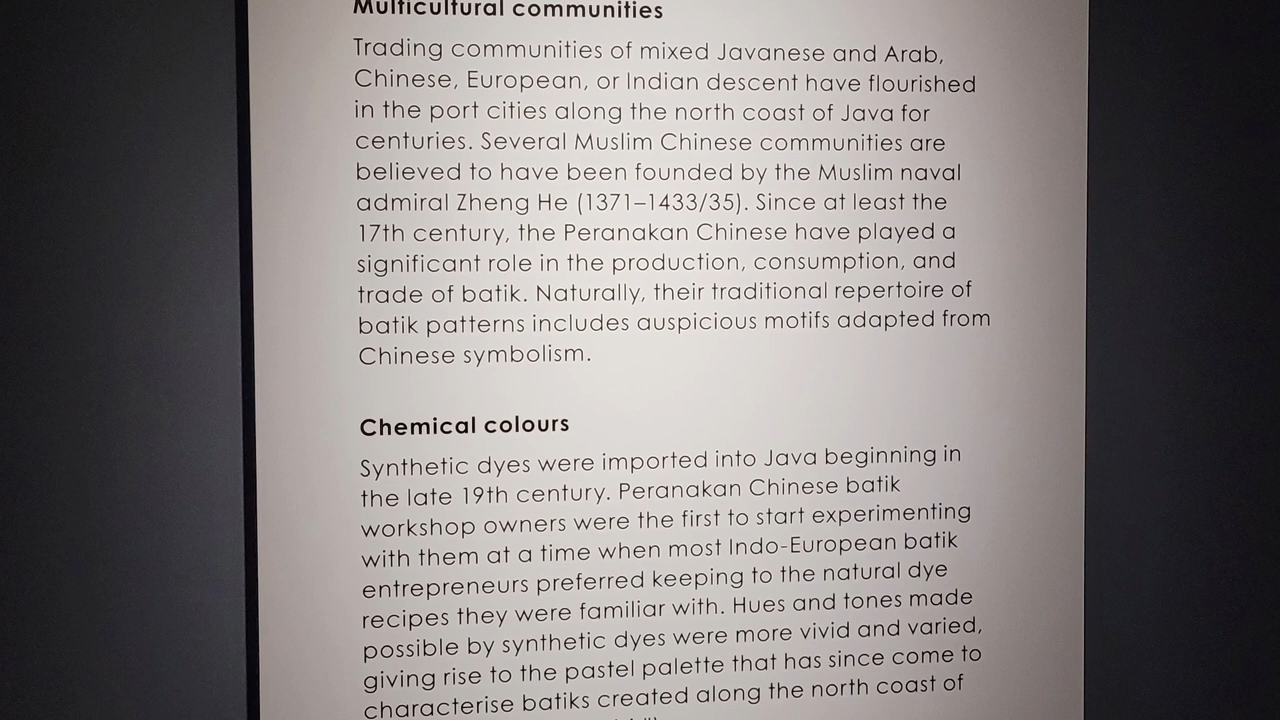 Multicultural communities
Trading communities of mixed Javanese and Arab,
Chinese, European, or Indian descent have flourished
in the port cities along the north coast of Java for
centuries. Several Muslim Chinese communities are
believed to have been founded by the Muslim naval
admiral Zheng He (1371–1433/35). Since at least the
17th century, the Peranakan Chinese have played a
significant role in the production, consumption, and
trade of batik. Naturally, their traditional repertoire of
batik patterns includes auspicious motifs adapted from
Chinese symbolism.
Chemical colours
Synthetic dyes were imported into Java beginning in
the late 19th century. Peranakan Chinese batik
workshop owners were the first to start experimenting
with them at a time when most Indo-European batik
entrepreneurs preferred keeping to the natural dye
recipes they were familiar with. Hues and tones made
possible by synthetic dyes were more vivid and varied,
giving rise to the pastel palette that has since come to
characterise batiks created along the north coast of